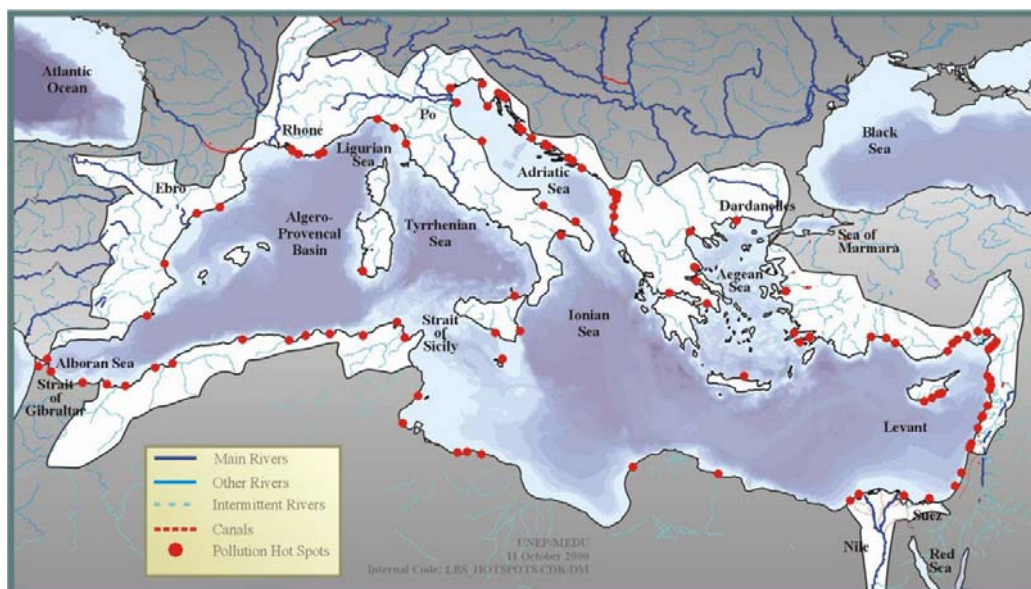 Atlantic
Ocean
Rhone
Po
Ligurian
Sea
Black
Sea
Ebro
Adriatic
Sea
Dardanelles
Algero-
Provencal
Basin
Tyrrhenian
Sea
Sea of
Marmara
Aegean
Sea
Ionian
Sea
Strait
of
Sicily
Alboran Sea
Strait
of
Gibraltar
Levant
Main Rivers
Other Rivers
Intermittent Rivers
Canals
Pollution Hot Spots
Suez
Nile
Red
Sea
UNEP/MEDU
11 October 2000
Internal Code: LBS_HOTSPOTS.CDR/DM